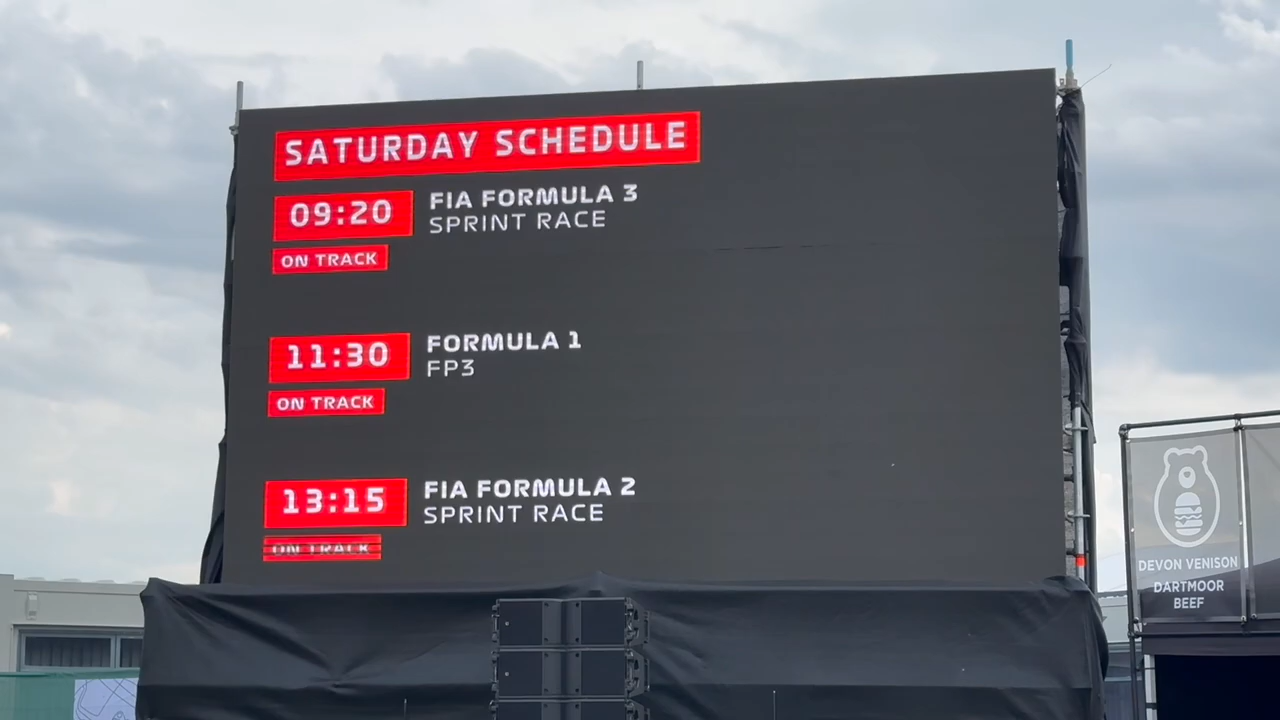 SATURDAY SCHEDULE
09:20 FIA FORMULA 3
SPRINT RACE
ON TRACK
11:30 FORMULA 1
FP3
ON TRACK
13:15 FIA FORMULA 2
SPRINT RACE
ON TRACK
DEVON VENISON
DARTMOOR
BEEF